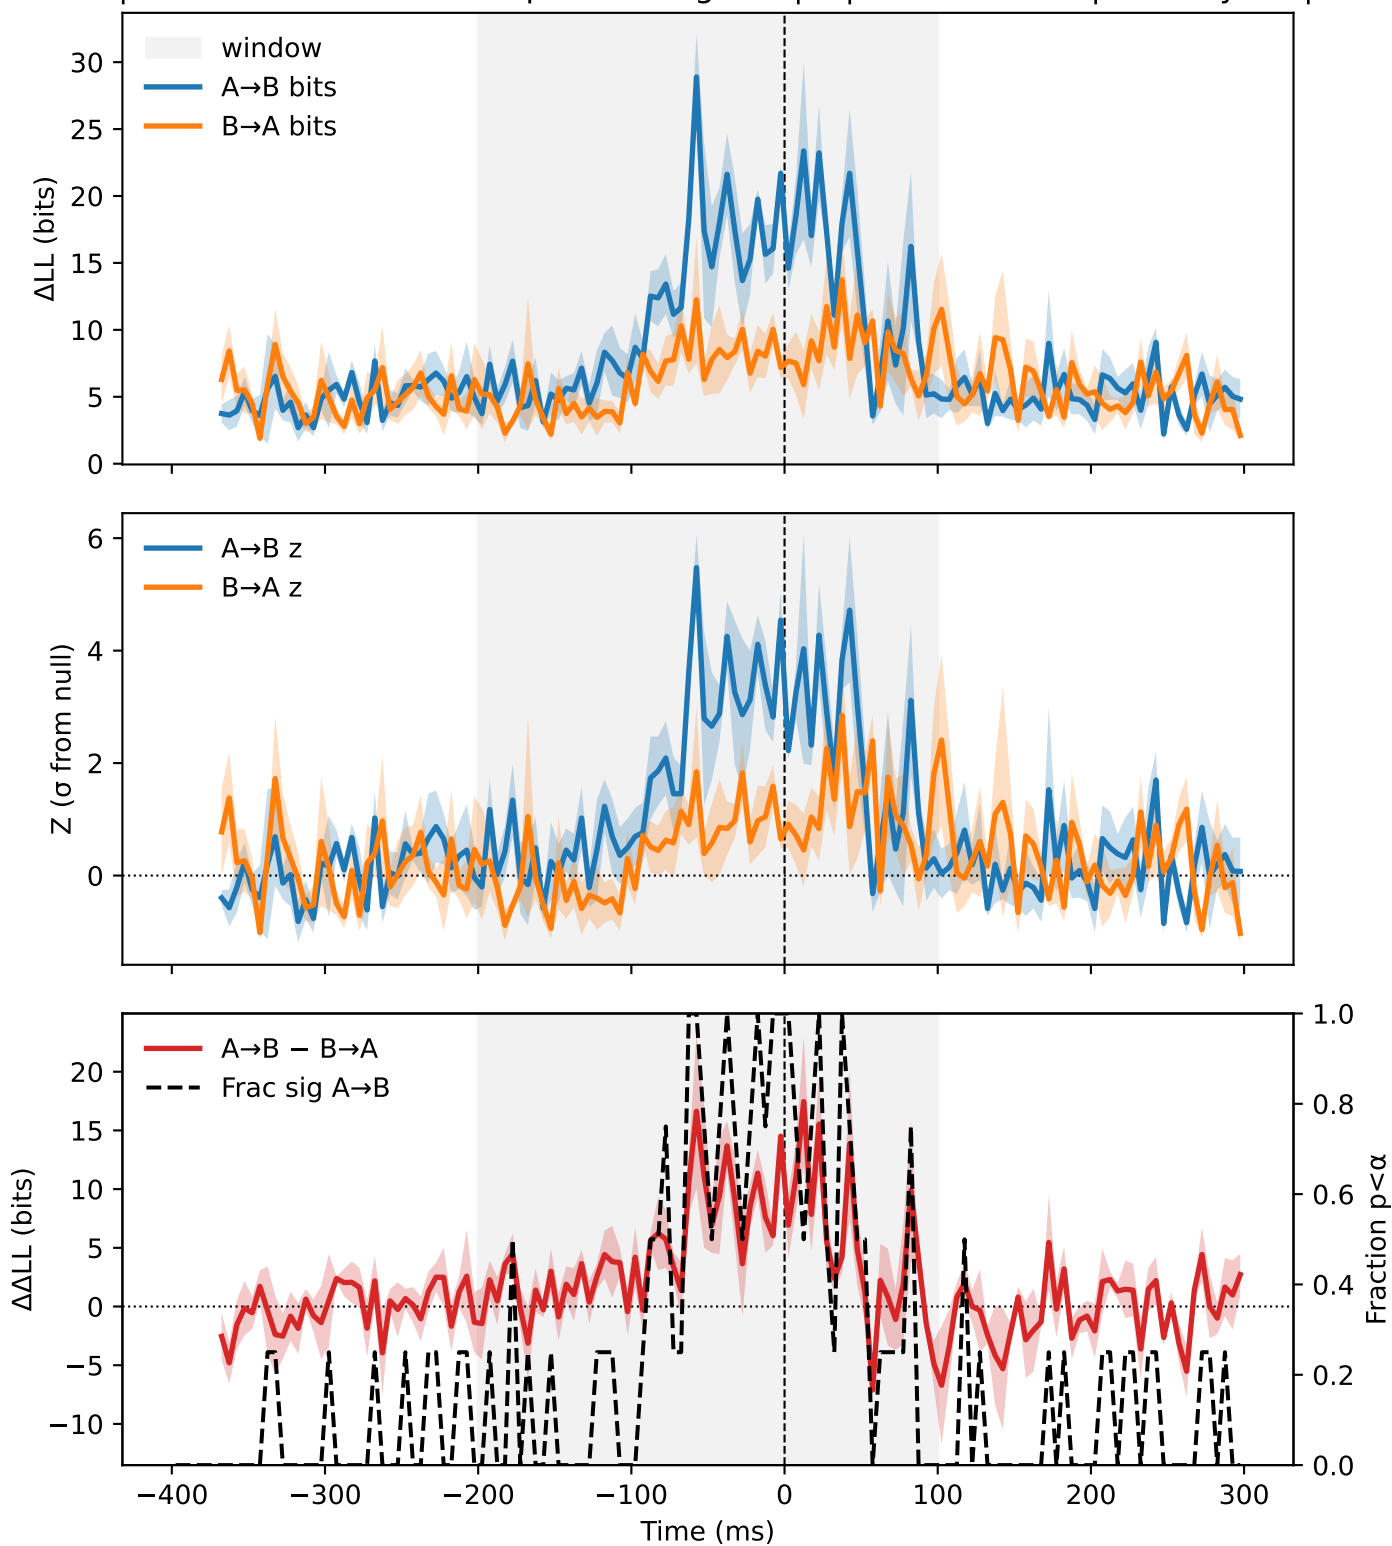 window
A→B bits
B→A bits
ΔLL (bits)
30
25
20
15
10
5
0
A→B z
B→A z
Z (σ from null)
6
4
2
0
A→B − B→A
Frac sig A→B
ΔΔLL (bits)
20
15
10
5
0
−5
−10
1.0
0.8
0.6
0.4
0.2
0.0
Fraction p<α
−400 −300 −200 −100 0 100 200 300
Time (ms)